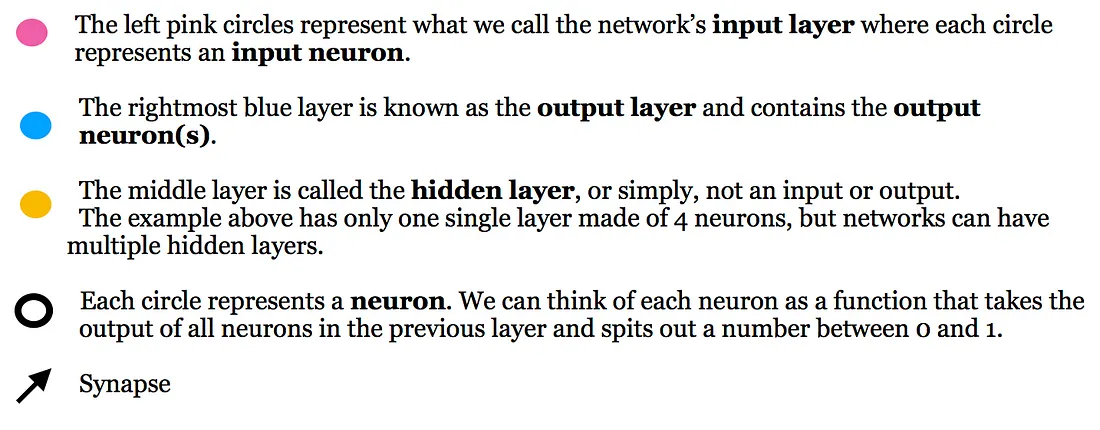 The left pink circles represent what we call the network’s input layer where each circle
represents an input neuron.
The rightmost blue layer is known as the output layer and contains the output
neuron(s).
The middle layer is called the hidden layer, or simply, not an input or output.
The example above has only one single layer made of 4 neurons, but networks can have
multiple hidden layers.
Each circle represents a neuron. We can think of each neuron as a function that takes the
output of all neurons in the previous layer and spits out a number between 0 and 1.
Synapse